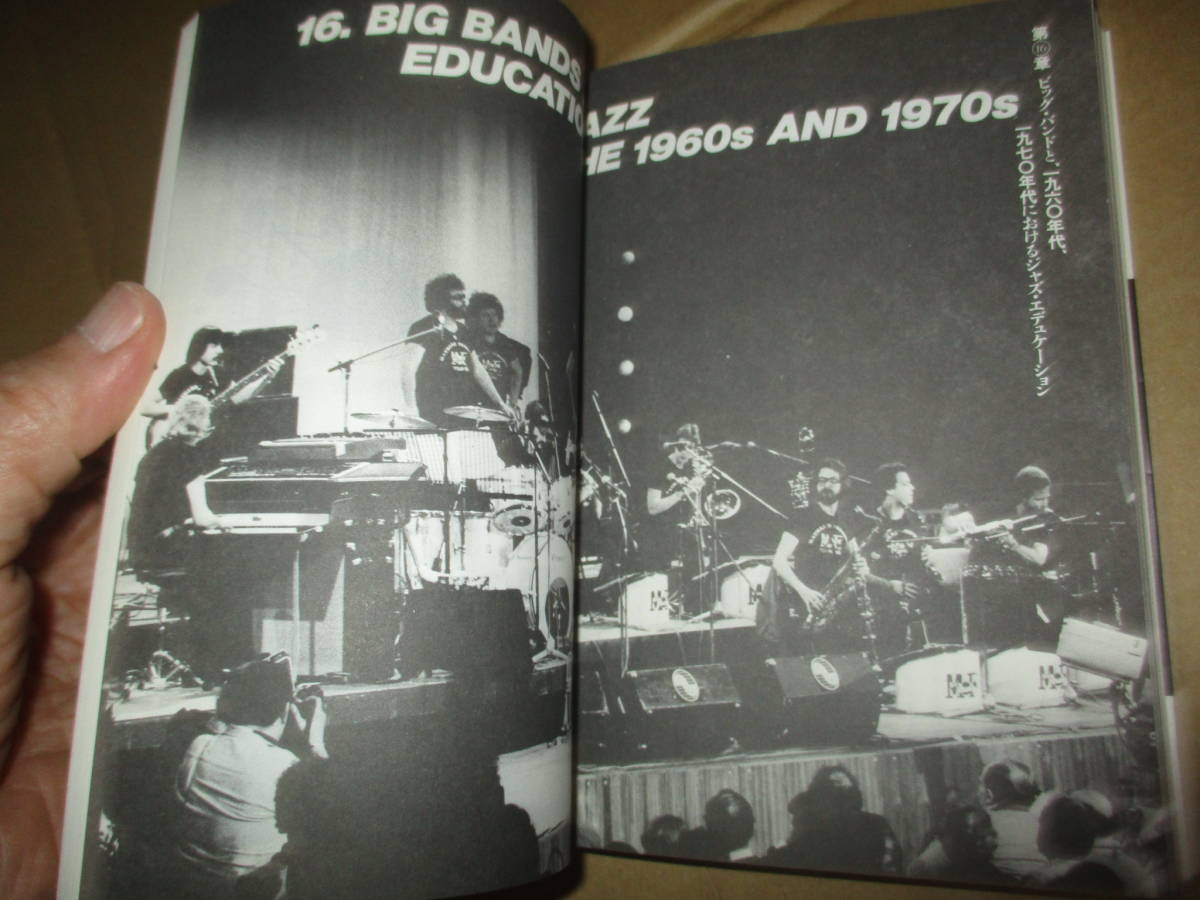 16. BIG BANDS
AZZ
EDUCATIO
HE 1960s AND 1970s
第⑯章 ビッグ・バンドと、一九六〇年代、
一九七〇年代におけるジャズ・エデュケーション